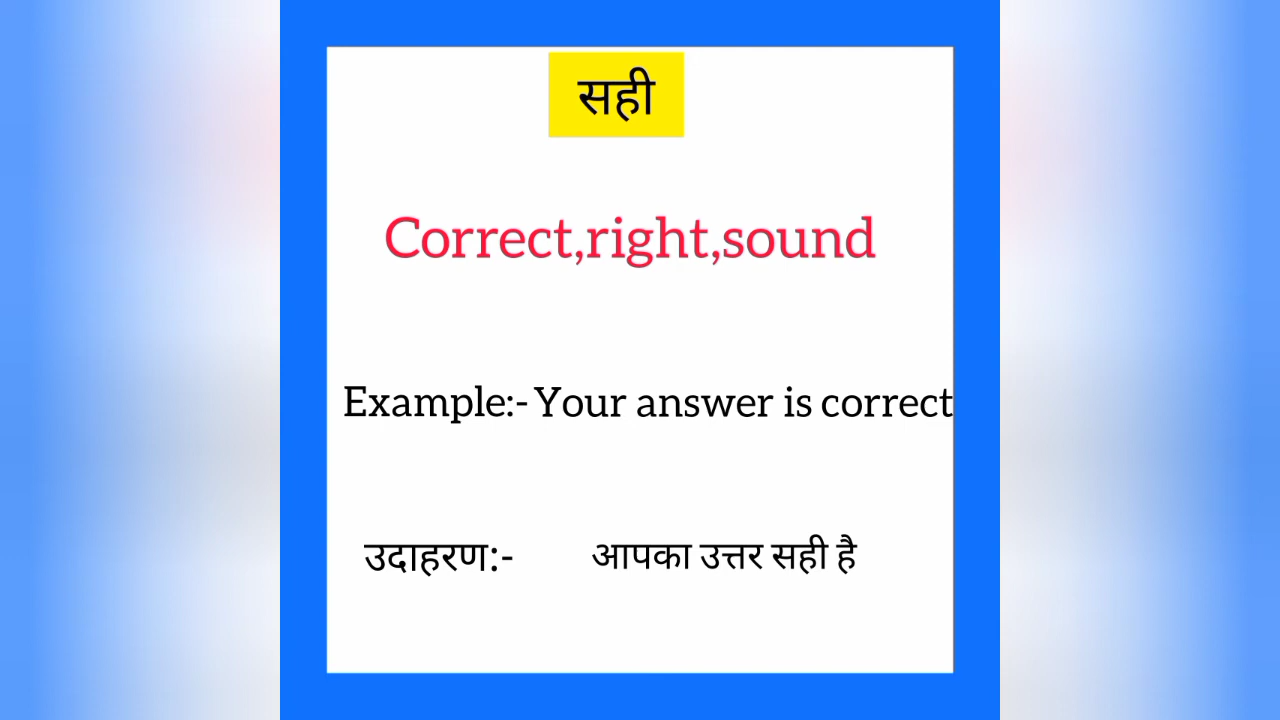 सही
Correct,right,sound
Example:- Your answer is correct
उदाहरण:- आपका उत्तर सही है